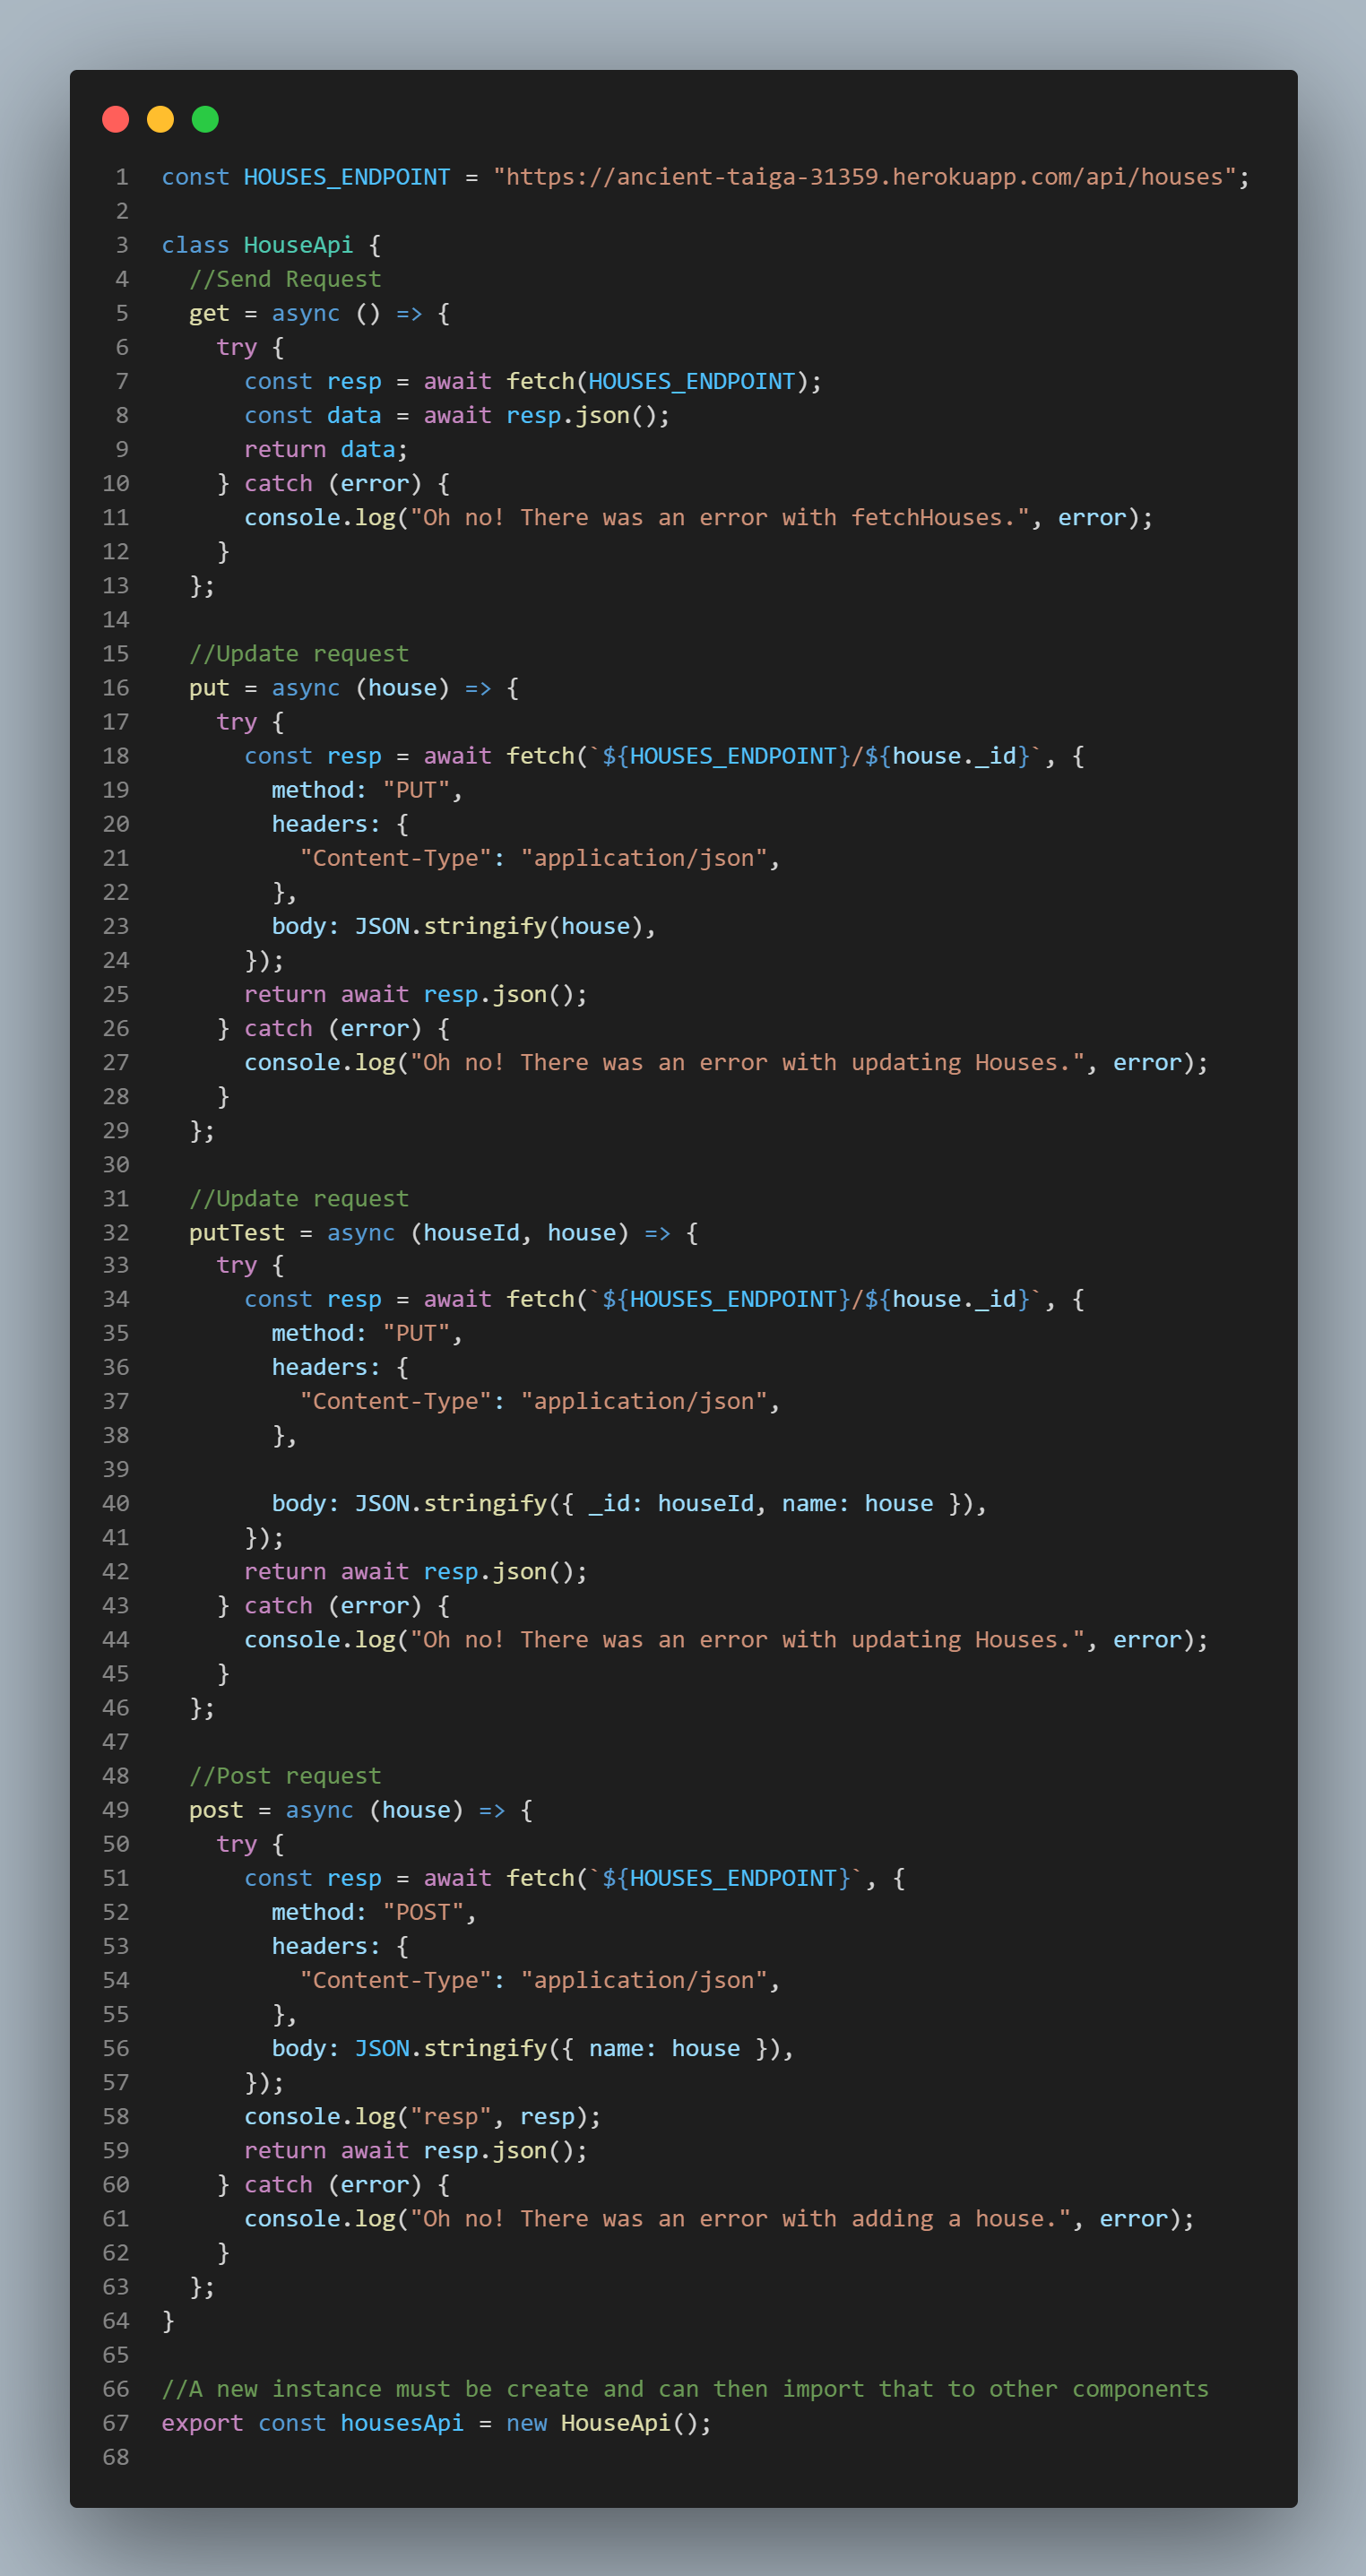 1 const HOUSES_ENDPOINT = "https://ancient-taiga-31359.herokuapp.com/api/houses";
2
3 class HouseApi {
4   //Send Request
5   get = async () => {
6     try {
7       const resp = await fetch(HOUSES_ENDPOINT);
8       const data = await resp.json();
9       return data;
10     } catch (error) {
11       console.log("Oh no! There was an error with fetchHouses.", error);
12     }
13   };
14
15   //Update request
16   put = async (house) => {
17     try {
18       const resp = await fetch(`${HOUSES_ENDPOINT}/${house._id}`, {
19         method: "PUT",
20         headers: {
21           "Content-Type": "application/json",
22         },
23         body: JSON.stringify(house),
24       });
25       return await resp.json();
26     } catch (error) {
27       console.log("Oh no! There was an error with updating Houses.", error);
28     }
29   };
30
31   //Update request
32   putTest = async (houseId, house) => {
33     try {
34       const resp = await fetch(`${HOUSES_ENDPOINT}/${house._id}`, {
35         method: "PUT",
36         headers: {
37           "Content-Type": "application/json",
38         },
39
40         body: JSON.stringify({ _id: houseId, name: house }),
41       });
42       return await resp.json();
43     } catch (error) {
44       console.log("Oh no! There was an error with updating Houses.", error);
45     }
46   };
47
48   //Post request
49   post = async (house) => {
50     try {
51       const resp = await fetch(`${HOUSES_ENDPOINT}`, {
52         method: "POST",
53         headers: {
54           "Content-Type": "application/json",
55         },
56         body: JSON.stringify({ name: house }),
57       });
58       console.log("resp", resp);
59       return await resp.json();
60     } catch (error) {
61       console.log("Oh no! There was an error with adding a house.", error);
62     }
63   };
64 }
65
66 //A new instance must be create and can then import that to other components
67 export const housesApi = new HouseApi();
68